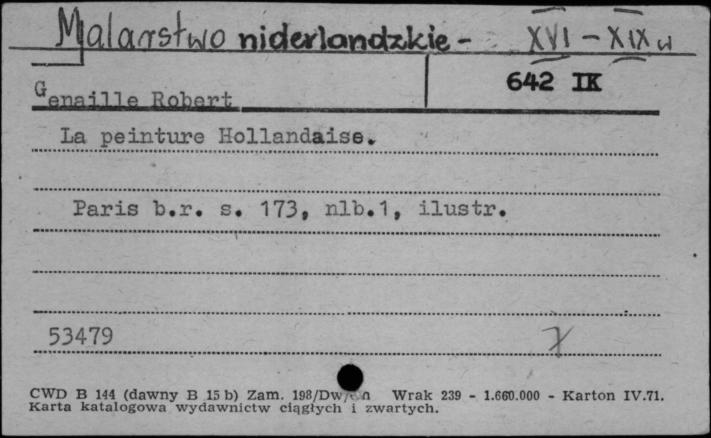 Malarstwo niderlandzkie - XVI - XIX w
642 IK
Genaille Robert
La peinture Hollandaise.
Paris b.r. s. 173, nlb.1, ilustr.
53479
CWD B 144 (dawny B 15 b) Zam. 198/ Wrak 239 - 1.660.000 - Karton IV.71.
Karta katalogowa wydawnictw ciągłych i zwartych.